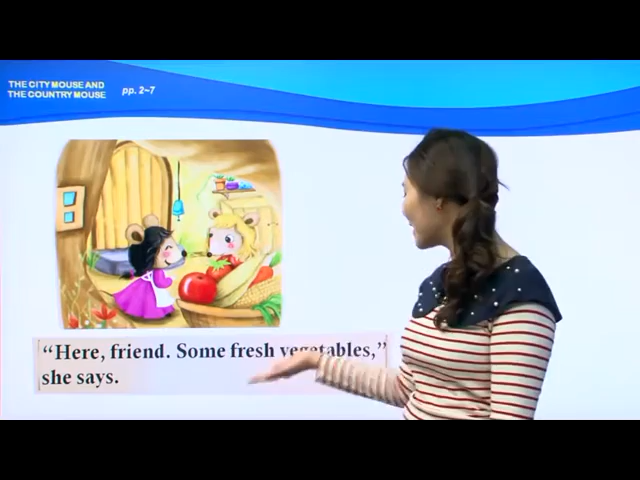 THE CITY MOUSE AND
THE COUNTRY MOUSE
pp. 2~7
“Here, friend. Some fresh vegetables,”
she says.